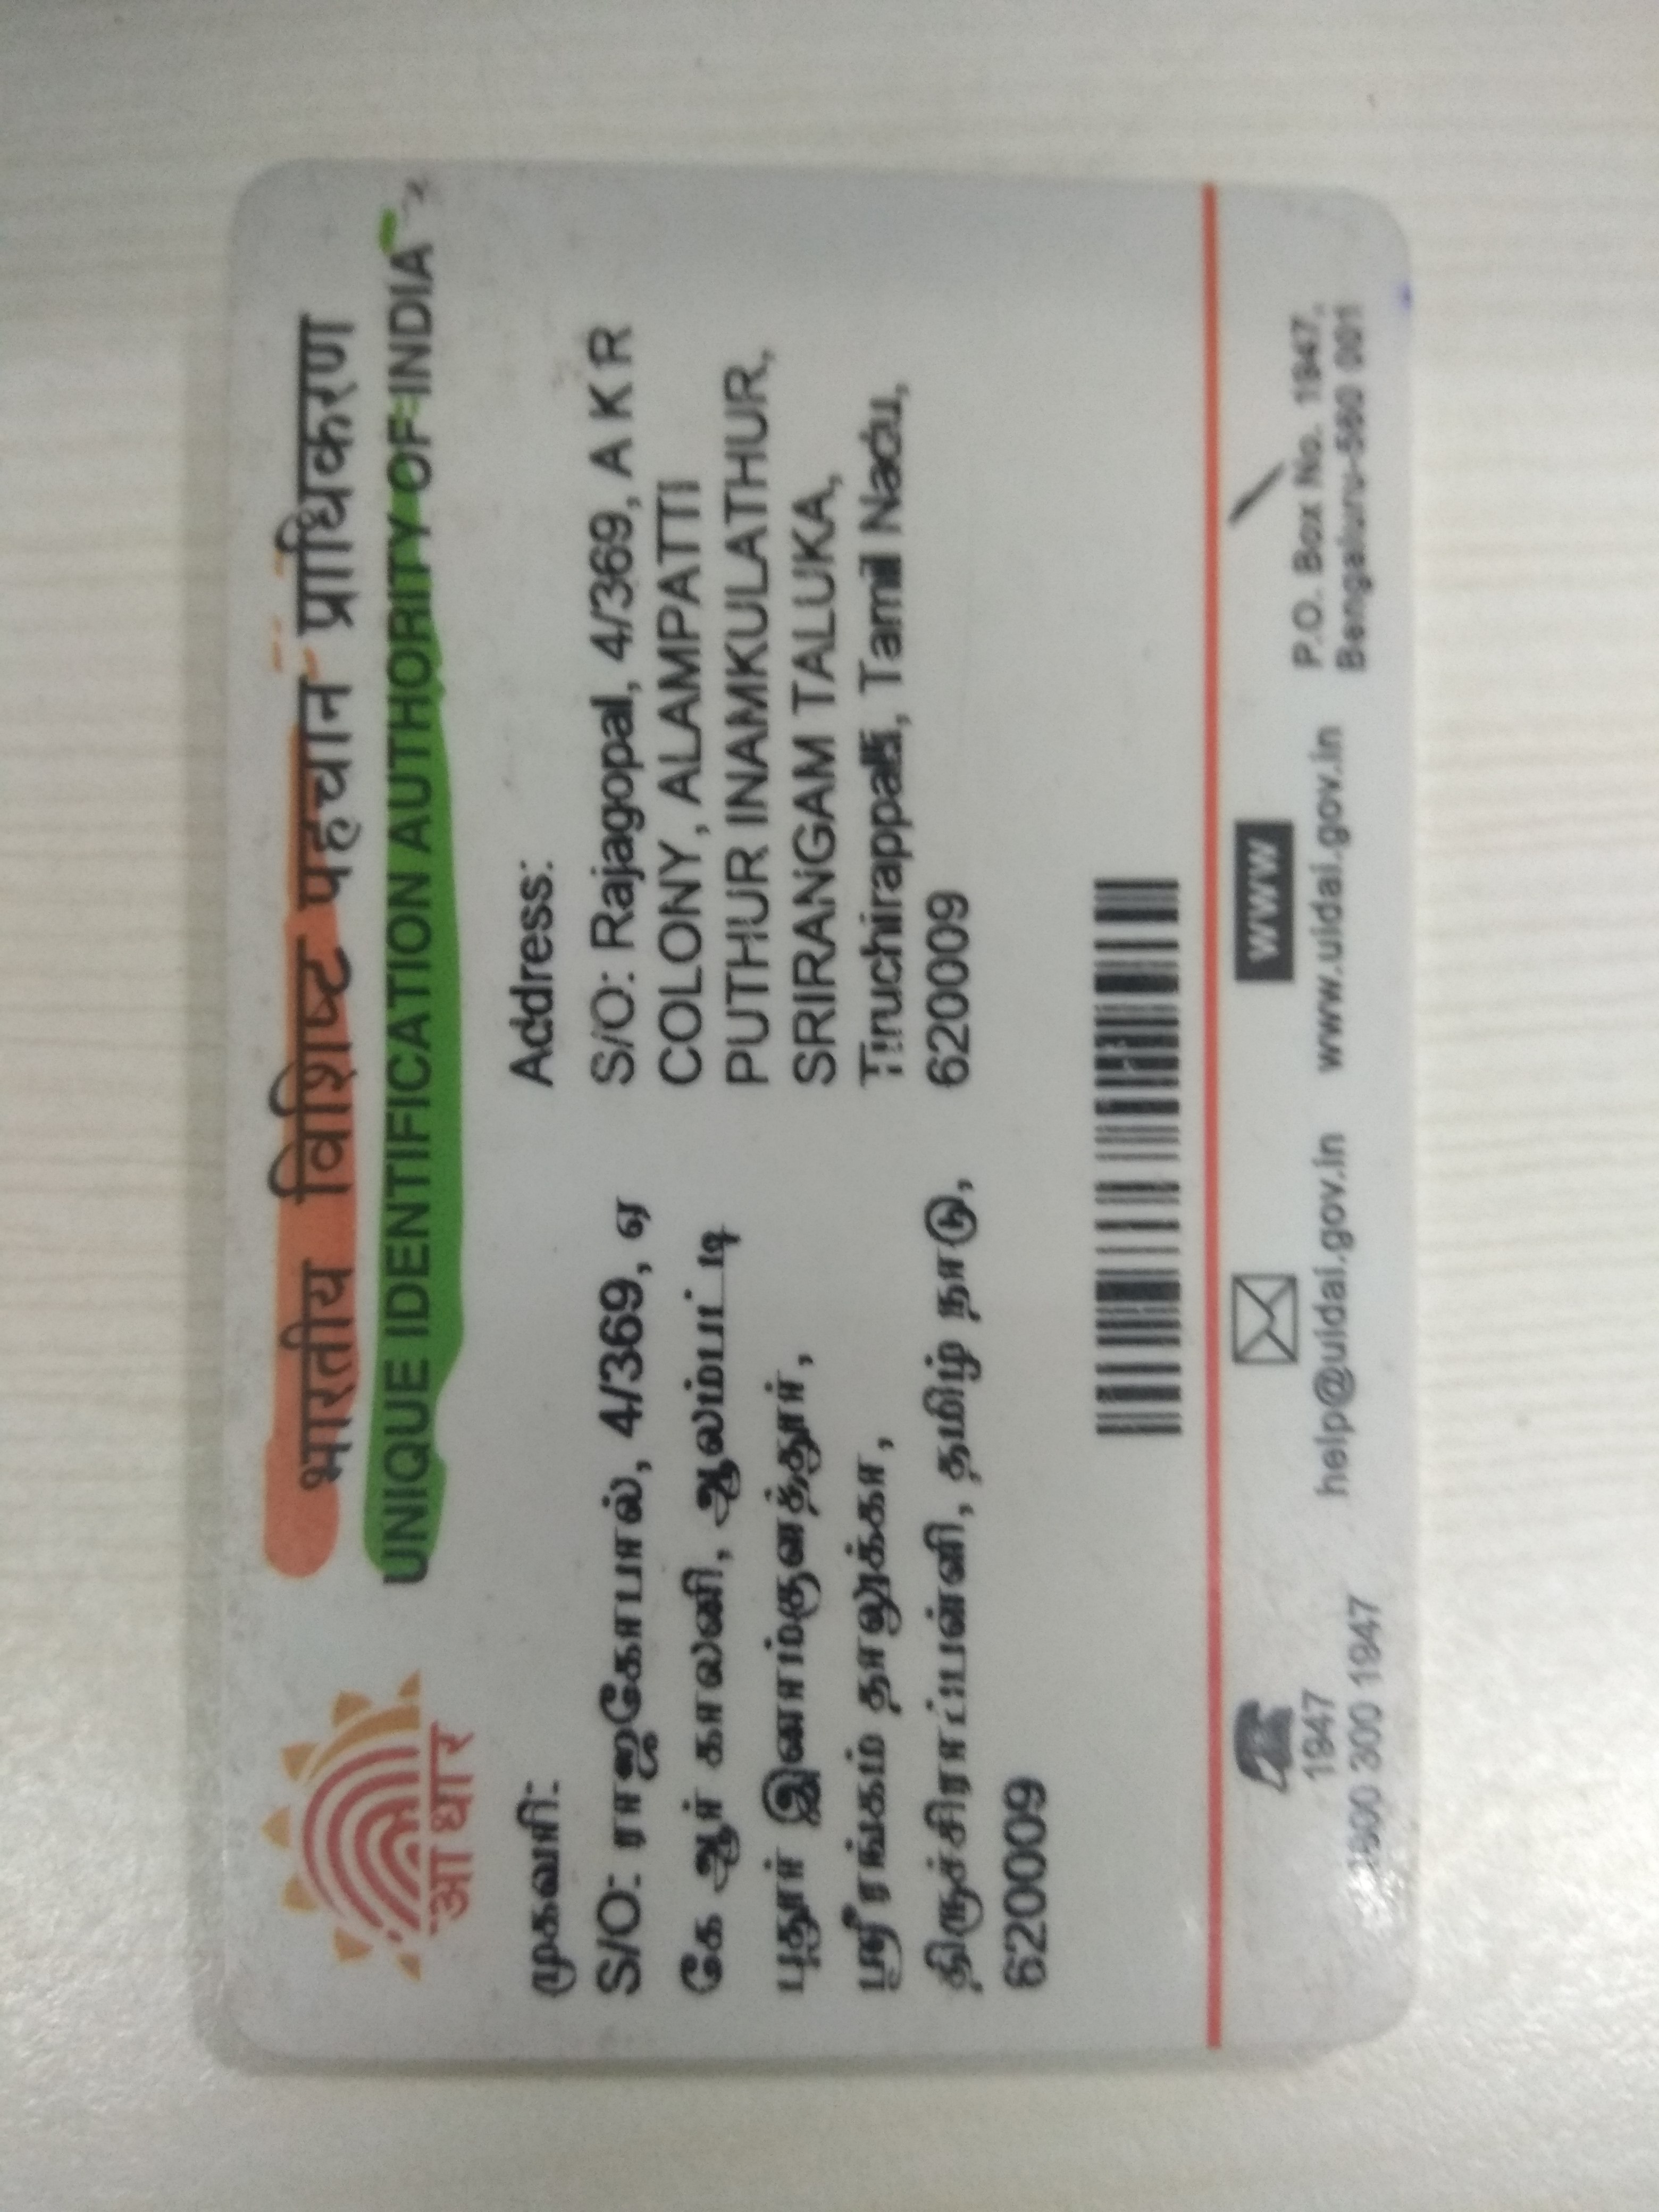 भारतीय विशिष्ट पहचान प्राधिकरण
UNIQUE IDENTIFICATION AUTHORITY OF INDIA
आधार
முகவரி:
S/O: ராஜகோபால், 4/369, ஏ
கே ஆர் காலனி, ஆலம்பட்டி
புதூர் இனாம்குளத்தூர்,
ஸ்ரீரங்கம் தாலுக்கா,
திருச்சிராப்பள்ளி, தமிழ் நாடு,
620009
Address:
S/O: Rajagopal, 4/369, A K R
COLONY, ALAMPATTI
PUTHUR INAMKULATHUR,
SRIRANGAM TALUKA,
Tiruchirappalli, Tamil Nadu,
620009
1947
1800 300 1947
help@uidai.gov.in
WWW
www.uidai.gov.in
P.O. Box No. 1947,
Bengaluru-560 001